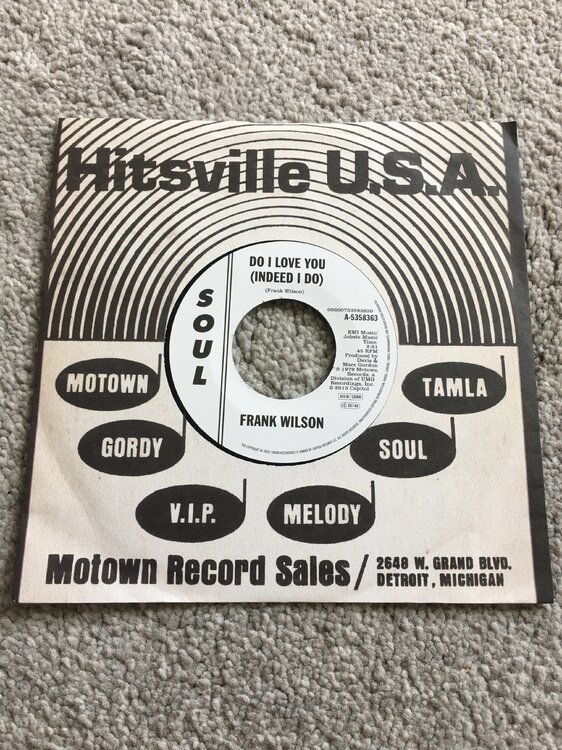 Hitsville U.S.A.
DO I LOVE YOU
(INDEED I DO)
(Frank Wilson)
00600753583630
A-5358363
SOUL
EMI Music/
Jobete Music
Time:
2:31
45 RPM
Produced by
Davis &
Marc Gordon
℗ 1979 Motown
Records, a
Division of UMG
Recordings, Inc.
© 2015 Capitol
FRANK WILSON
MOTOWN
TAMLA
GORDY
SOUL
V.I.P.
MELODY
Motown Record Sales/
2648 W. GRAND BLVD.
DETROIT, MICHIGAN